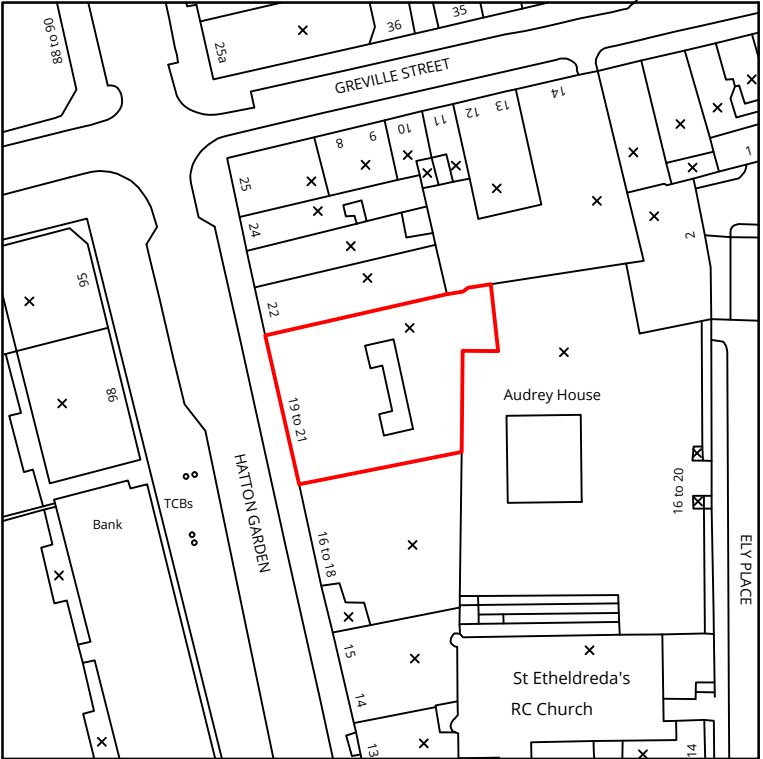 88 to 90
25a
36
35
GREVILLE STREET
8
9
10
11
12
13
14
1
25
24
22
2
95
98
19 to 21
Audrey House
16 to 20
HATTON GARDEN
TCBs
Bank
16 to 18
ELY PLACE
15
14
13
St Etheldreda's
RC Church
14